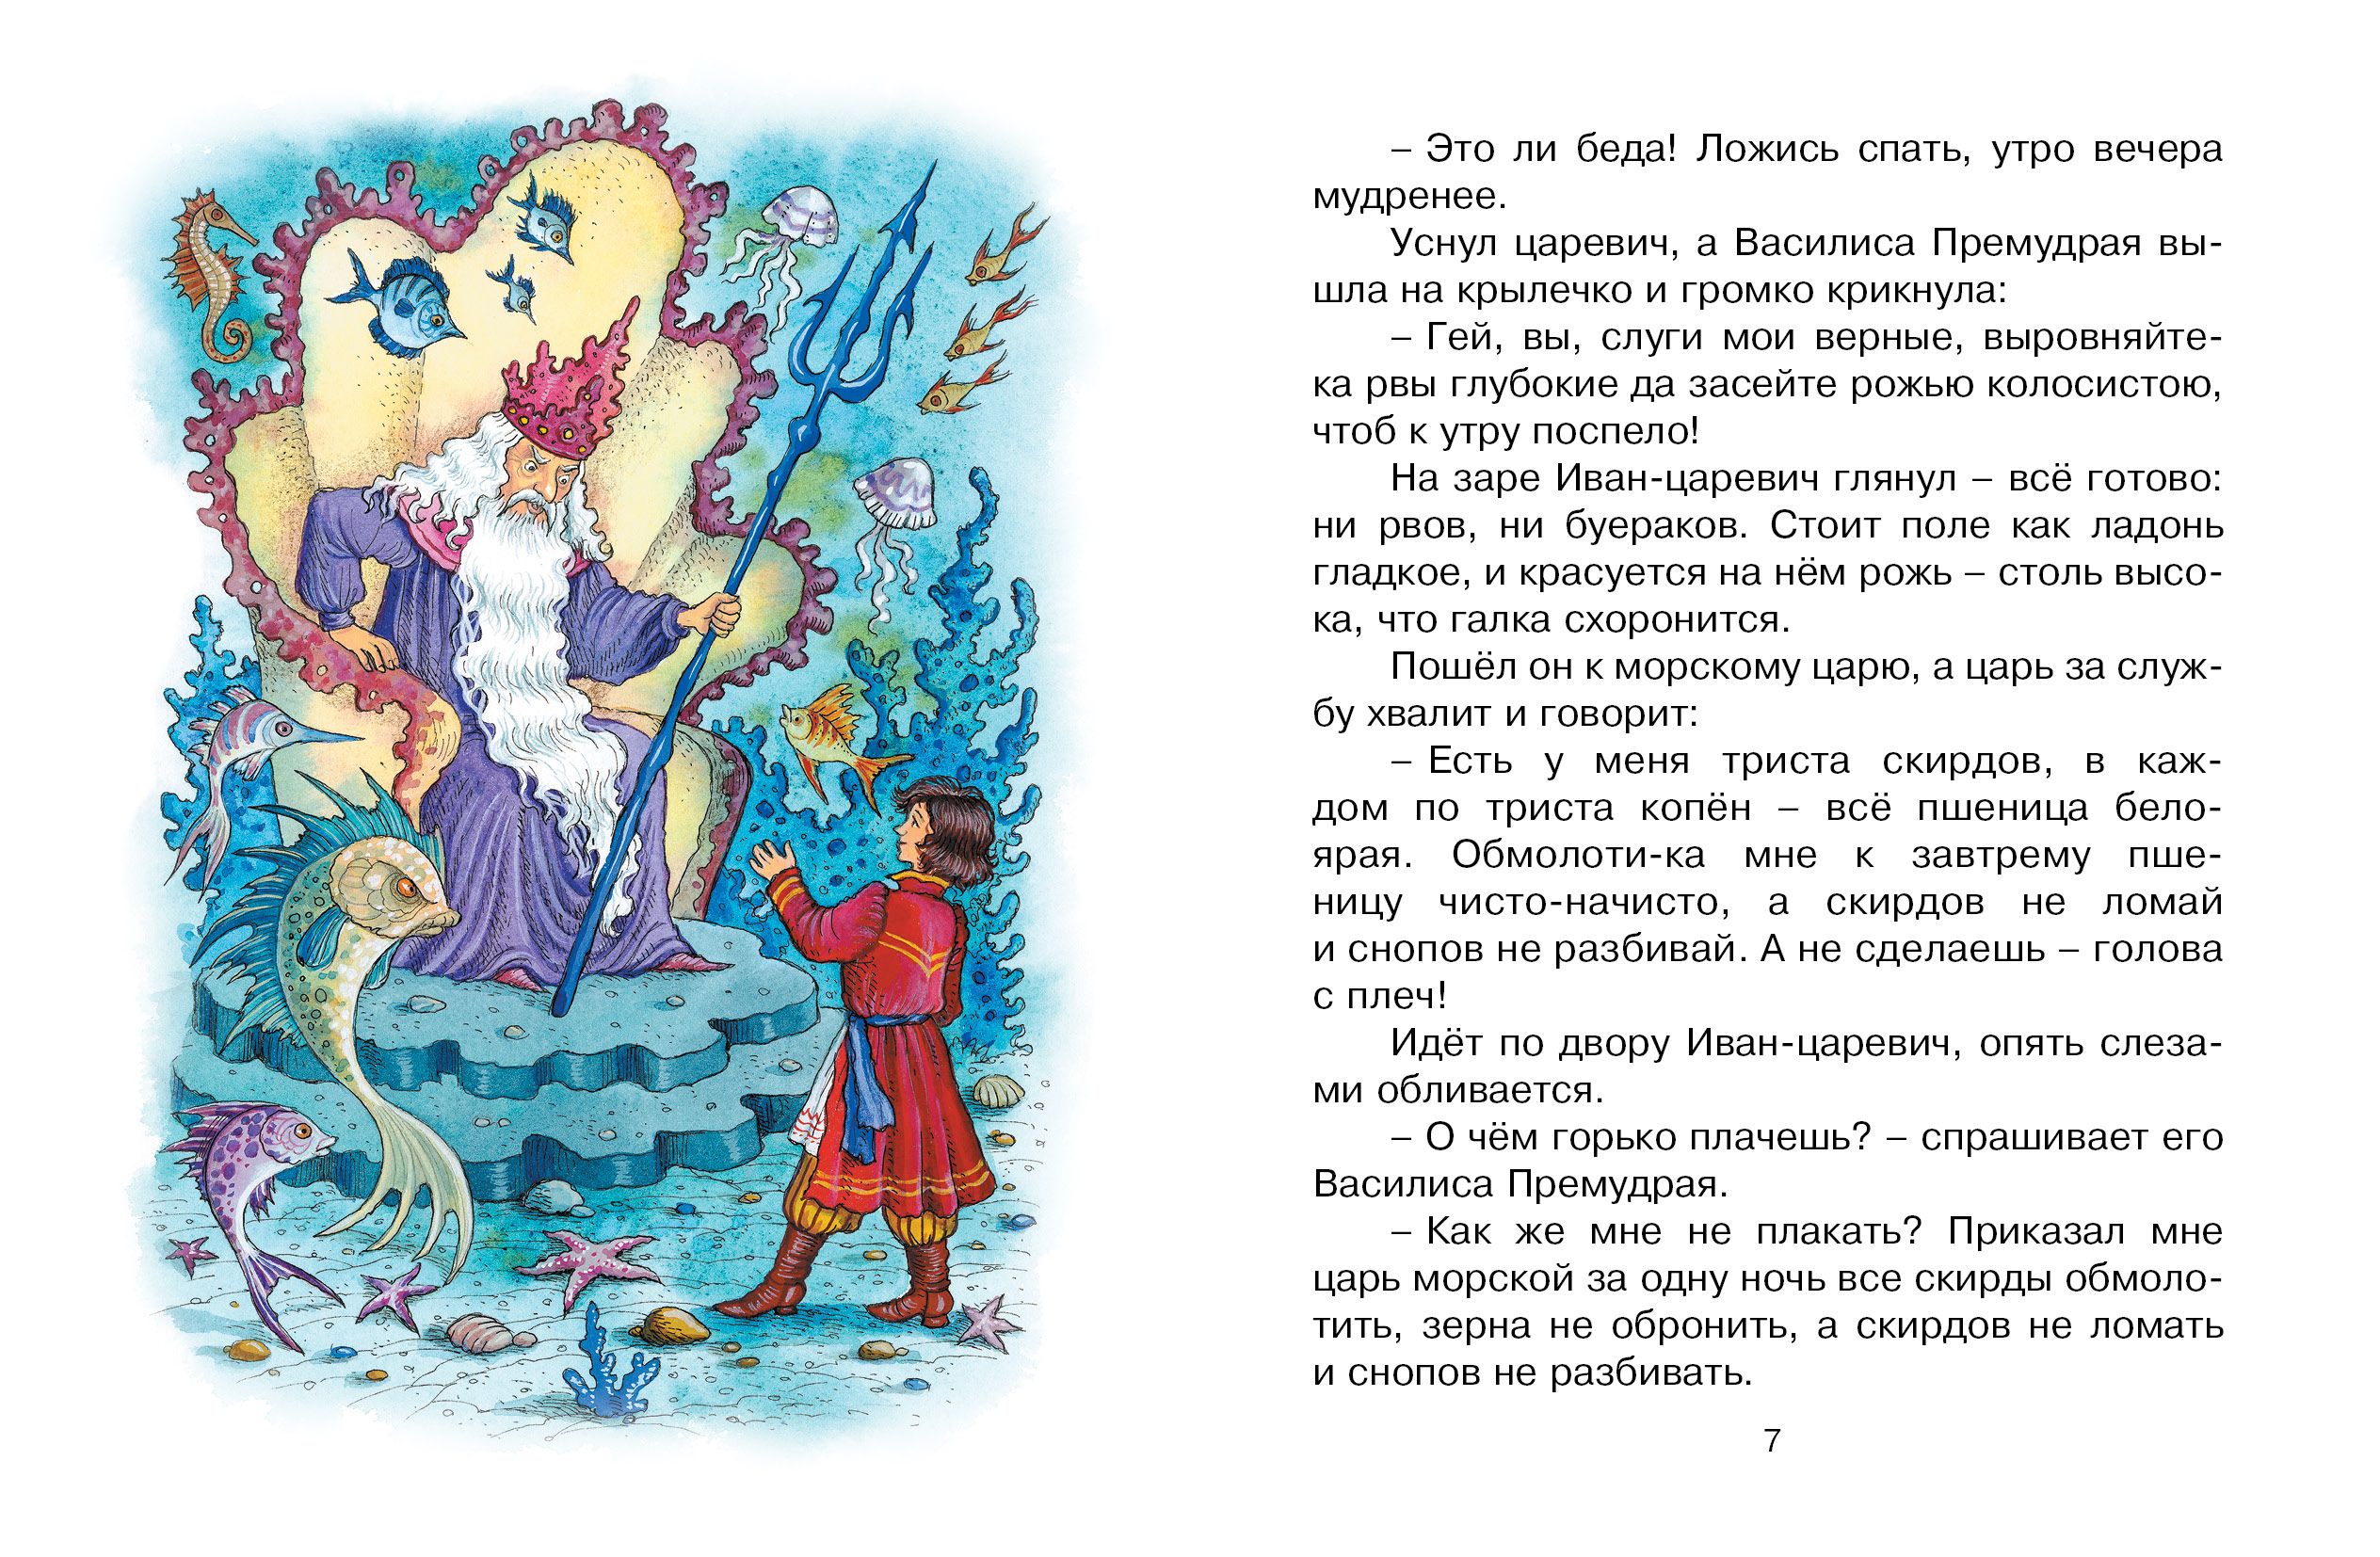 – Это ли беда! Ложись спать, утро вечера
мудренее.
Уснул царевич, а Василиса Премудрая вы-
шла на крылечко и громко крикнула:
– Гей, вы, слуги мои верные, выровняйте-
ка рвы глубокие да засейте рожью колосистою,
чтоб к утру поспело!
На заре Иван-царевич глянул – всё готово:
ни рвов, ни буераков. Стоит поле как ладонь
гладкое, и красуется на нём рожь – столь высо-
ка, что галка схоронится.
Пошёл он к морскому царю, а царь за служ-
бу хвалит и говорит:
– Есть у меня триста скирдов, в каж-
дом по триста копён – всё пшеница бело-
ярая. Обмолоти-ка мне к завтрему пше-
ницу чисто-начисто, а скирдов не ломай
и снопов не разбивай. А не сделаешь – голова
с плеч!
Идёт по двору Иван-царевич, опять слеза-
ми обливается.
– О чём горько плачешь? – спрашивает его
Василиса Премудрая.
– Как же мне не плакать? Приказал мне
царь морской за одну ночь все скирды обмоло-
тить, зерна не обронить, а скирдов не ломать
и снопов не разбивать.
7